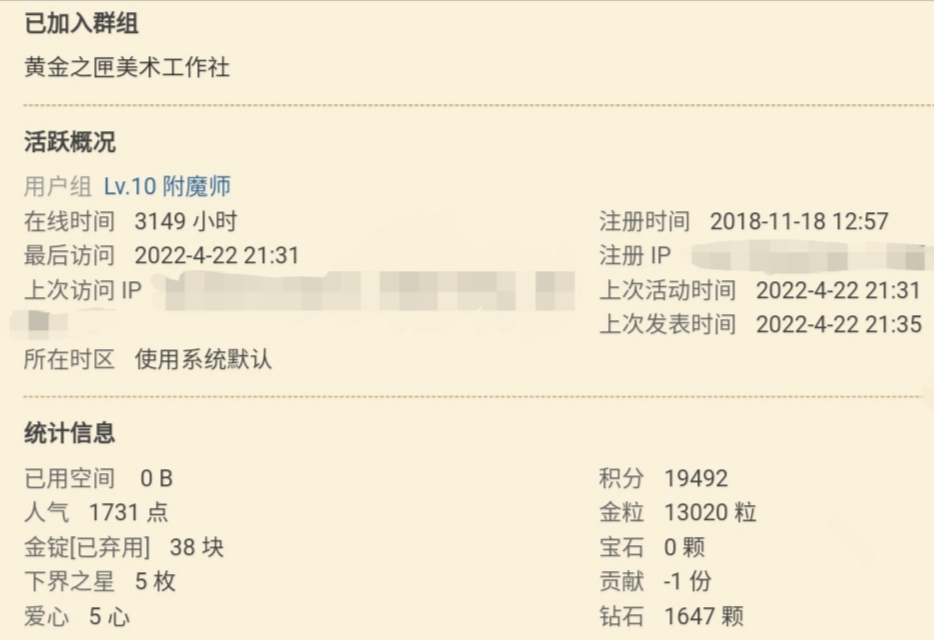 已加入群组
黄金之匣美术工作社
活跃概况
用户组 Lv.10 附魔师
在线时间 3149 小时
注册时间 2018-11-18 12:57
最后访问 2022-4-22 21:31
注册 IP
上次访问 IP
上次活动时间 2022-4-22 21:31
上次发表时间 2022-4-22 21:35
所在时区 使用系统默认
统计信息
已用空间 0 B
积分 19492
人气 1731 点
金粒 13020 粒
金锭[已弃用] 38 块
宝石 0 颗
下界之星 5 枚
贡献 -1 份
爱心 5 心
钻石 1647 颗